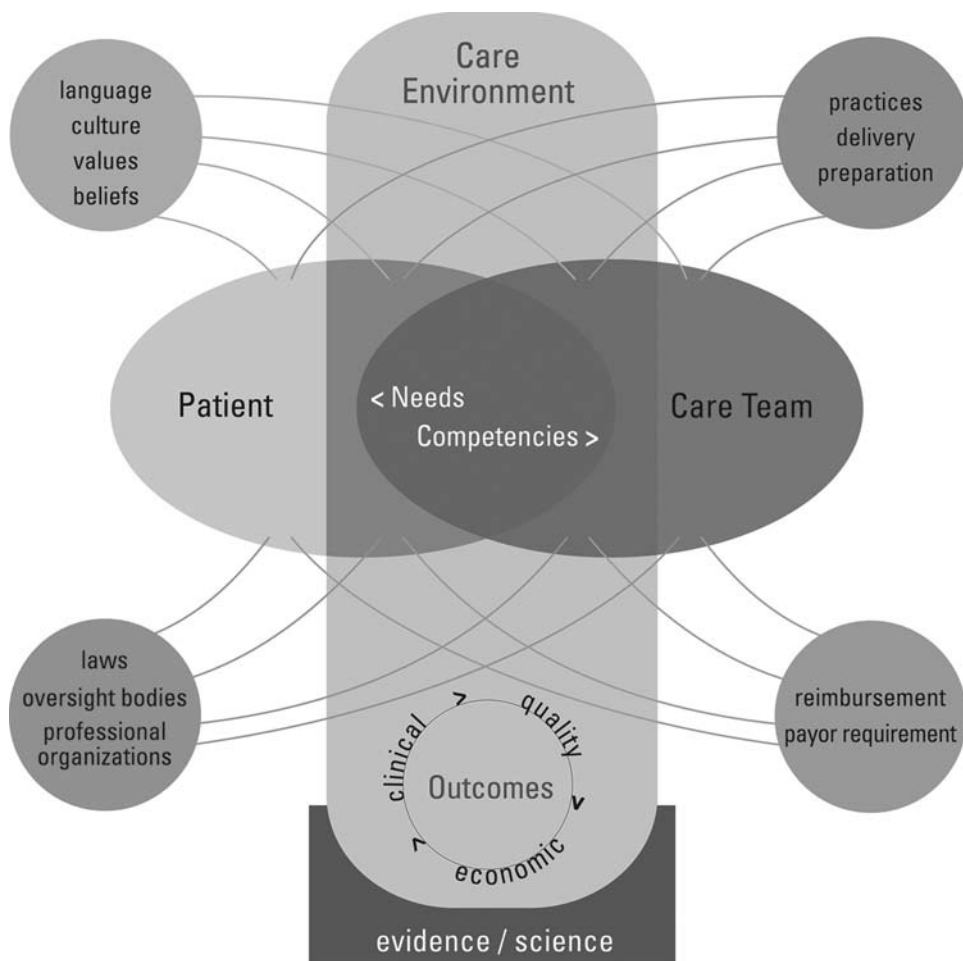 Care
Environment
language
culture
values
beliefs
practices
delivery
preparation
Patient
< Needs
Competencies >
Care Team
laws
oversight bodies
professional
organizations
reimbursement
payor requirement
clinical > quality > economic >
Outcomes
evidence / science